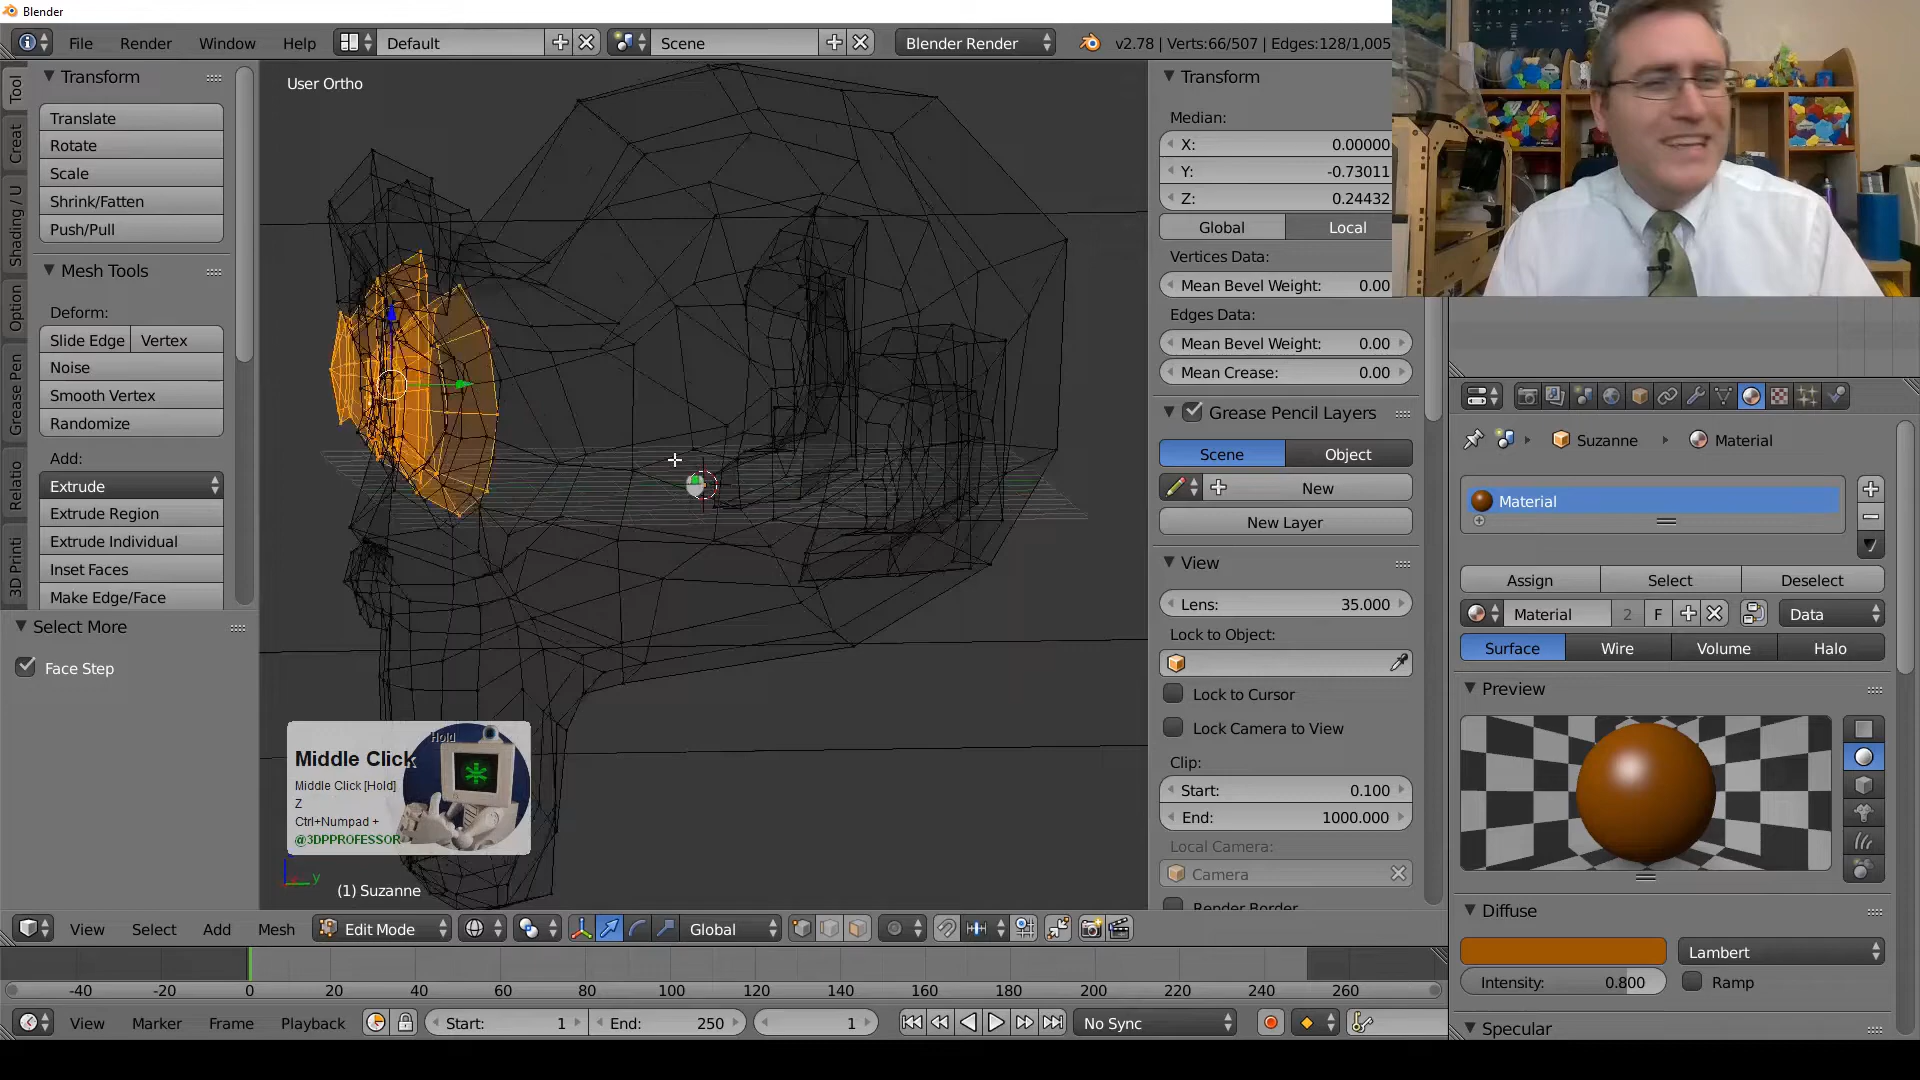 Blender
File Render Window Help Default Scene Blender Render v2.78 | Verts:66/507 | Edges:128/1,005
Tool
Creat
Shading / U
Option
Grease Pen
Relatio
3D Printi
Transform
Translate
Rotate
Scale
Shrink/Fatten
Push/Pull
Mesh Tools
Deform:
Slide Edge Vertex
Noise
Smooth Vertex
Randomize
Add:
Extrude
Extrude Region
Extrude Individual
Inset Faces
Make Edge/Face
Select More
Face Step
User Ortho
Hold
Middle Click
Middle Click [Hold]
Z
Ctrl+Numpad +
@3DPPROFESSOR
y
(1) Suzanne
Transform
Median:
X: 0.00000
Y: -0.73011
Z: 0.24432
Global Local
Vertices Data:
Mean Bevel Weight: 0.00
Edges Data:
Mean Bevel Weight: 0.00
Mean Crease: 0.00
Grease Pencil Layers
Scene Object
New
New Layer
View
Lens: 35.000
Lock to Object:
Lock to Cursor
Lock Camera to View
Clip:
Start: 0.100
End: 1000.000
Local Camera:
Camera
Render Border
Suzanne Material
Material
Assign Select Deselect
Material 2 F Data
Surface Wire Volume Halo
Preview
Diffuse
Lambert
Intensity: 0.800 Ramp
Specular
View Select Add Mesh Edit Mode Global
-40 -20 0 20 40 60 80 100 120 140 160 180 200 220 240 260
View Marker Frame Playback Start: 1 End: 250 1 No Sync